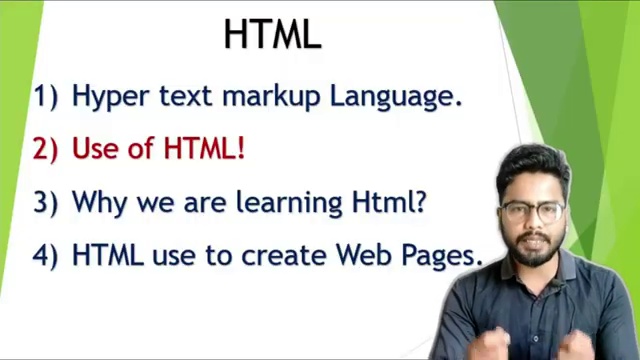 HTML
1) Hyper text markup Language.
2) Use of HTML!
3) Why we are learning Html?
4) HTML use to create Web Pages.